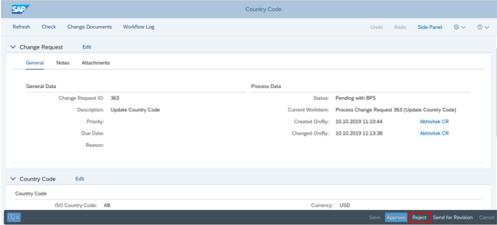 SAP
Country Code
Refresh Check Change Documents Workflow Log Undo Redo Side Panel
Change Request Edit
General Notes Attachments
General Data Process Data
Change Request ID: 363 Status: Pending with BPS
Description: Update Country Code Current Workitem: Process Change Request 363 (Update Country Code)
Priority: Created On/By: 10.10.2019 11:10:44 Abhishek CR
Due Date: Changed On/By: 10.10.2019 11:13:38 Abhishek CR
Reason:
Country Code Edit
Country Code
ISO Country Code: AB Currency: USD
Save Approve Reject Send for Revision Cancel